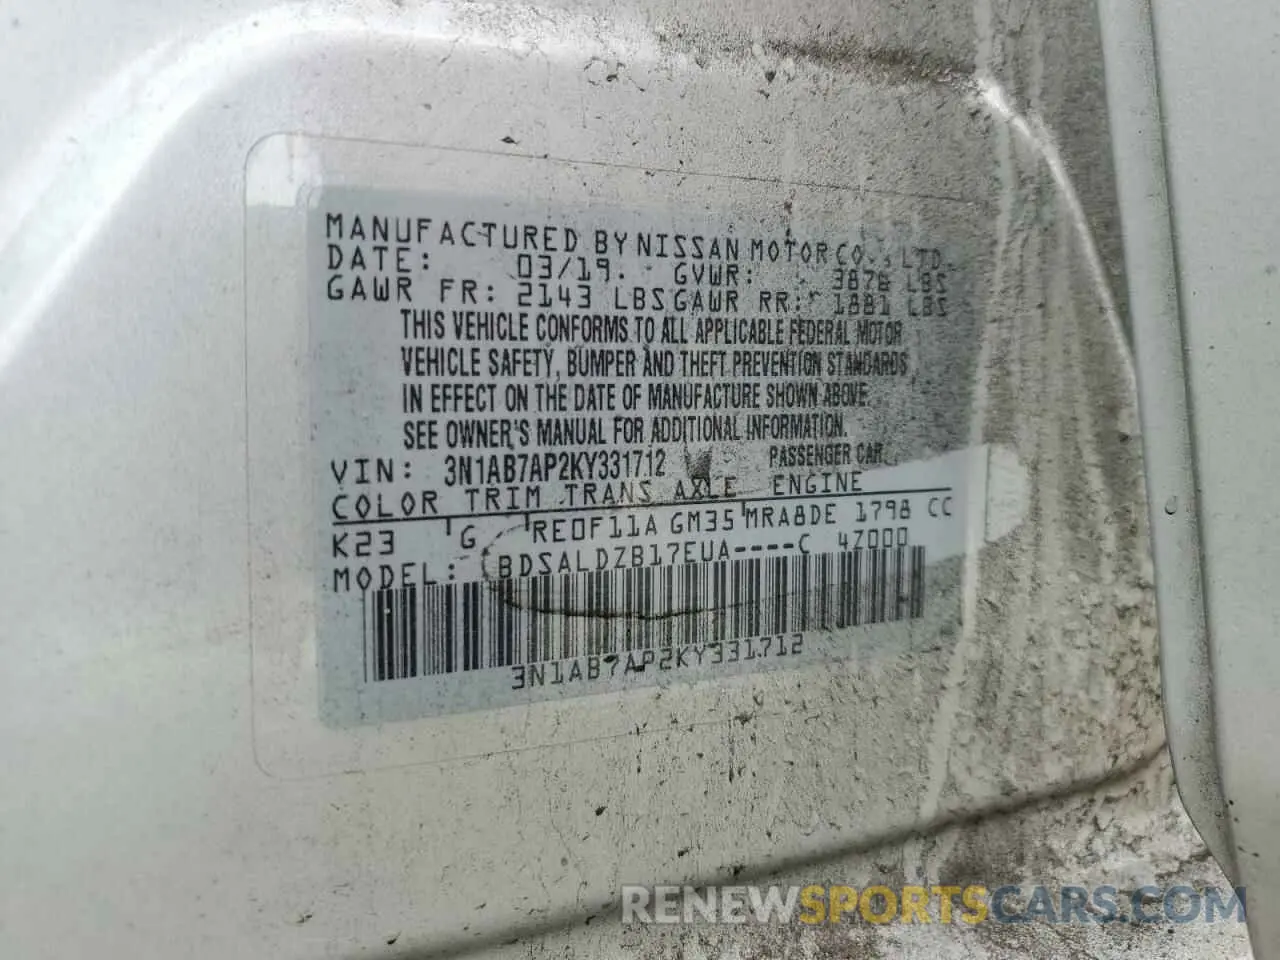 MANUFACTURED BY NISSAN MOTOR CO., LTD.
DATE: 03/19 GVWR: 3878 LBS
GAWR FR: 2143 LBS GAWR RR: 1881 LBS
THIS VEHICLE CONFORMS TO ALL APPLICABLE FEDERAL MOTOR
VEHICLE SAFETY, BUMPER AND THEFT PREVENTION STANDARDS
IN EFFECT ON THE DATE OF MANUFACTURE SHOWN ABOVE.
SEE OWNER'S MANUAL FOR ADDITIONAL INFORMATION.
VIN: 3N1AB7AP2KY331712 PASSENGER CAR
COLOR TRIM TRANS AXLE ENGINE
K23 G RE0F11A GM35 MRA8DE 1798 CC
MODEL: BDSALDZB17EUA----C 4Z000
3N1AB7AP2KY331712
RENEWSPORTSCARS.COM